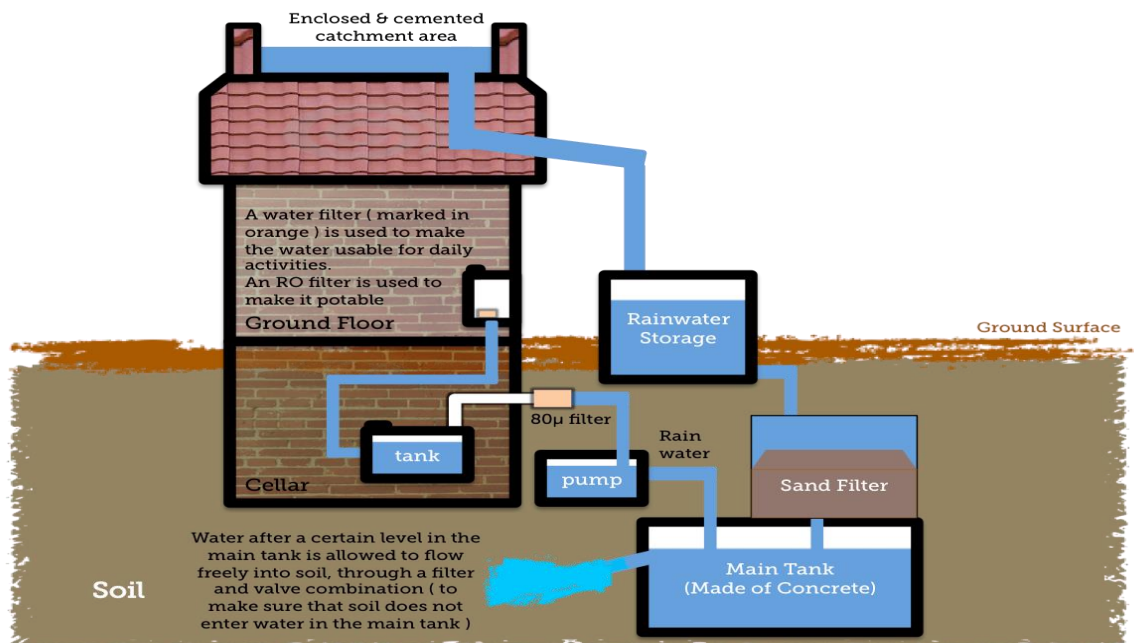 Enclosed & cemented
catchment area
A water filter ( marked in
orange ) is used to make
the water usable for daily
activities.
An RO filter is used to
make it potable
Ground Floor
Rainwater
Storage
Ground Surface
80µ filter
tank
Cellar
Rain
water
pump
Sand Filter
Water after a certain level in the
main tank is allowed to flow
freely into soil, through a filter
and valve combination ( to
make sure that soil does not
enter water in the main tank )
Main Tank
(Made of Concrete)
Soil